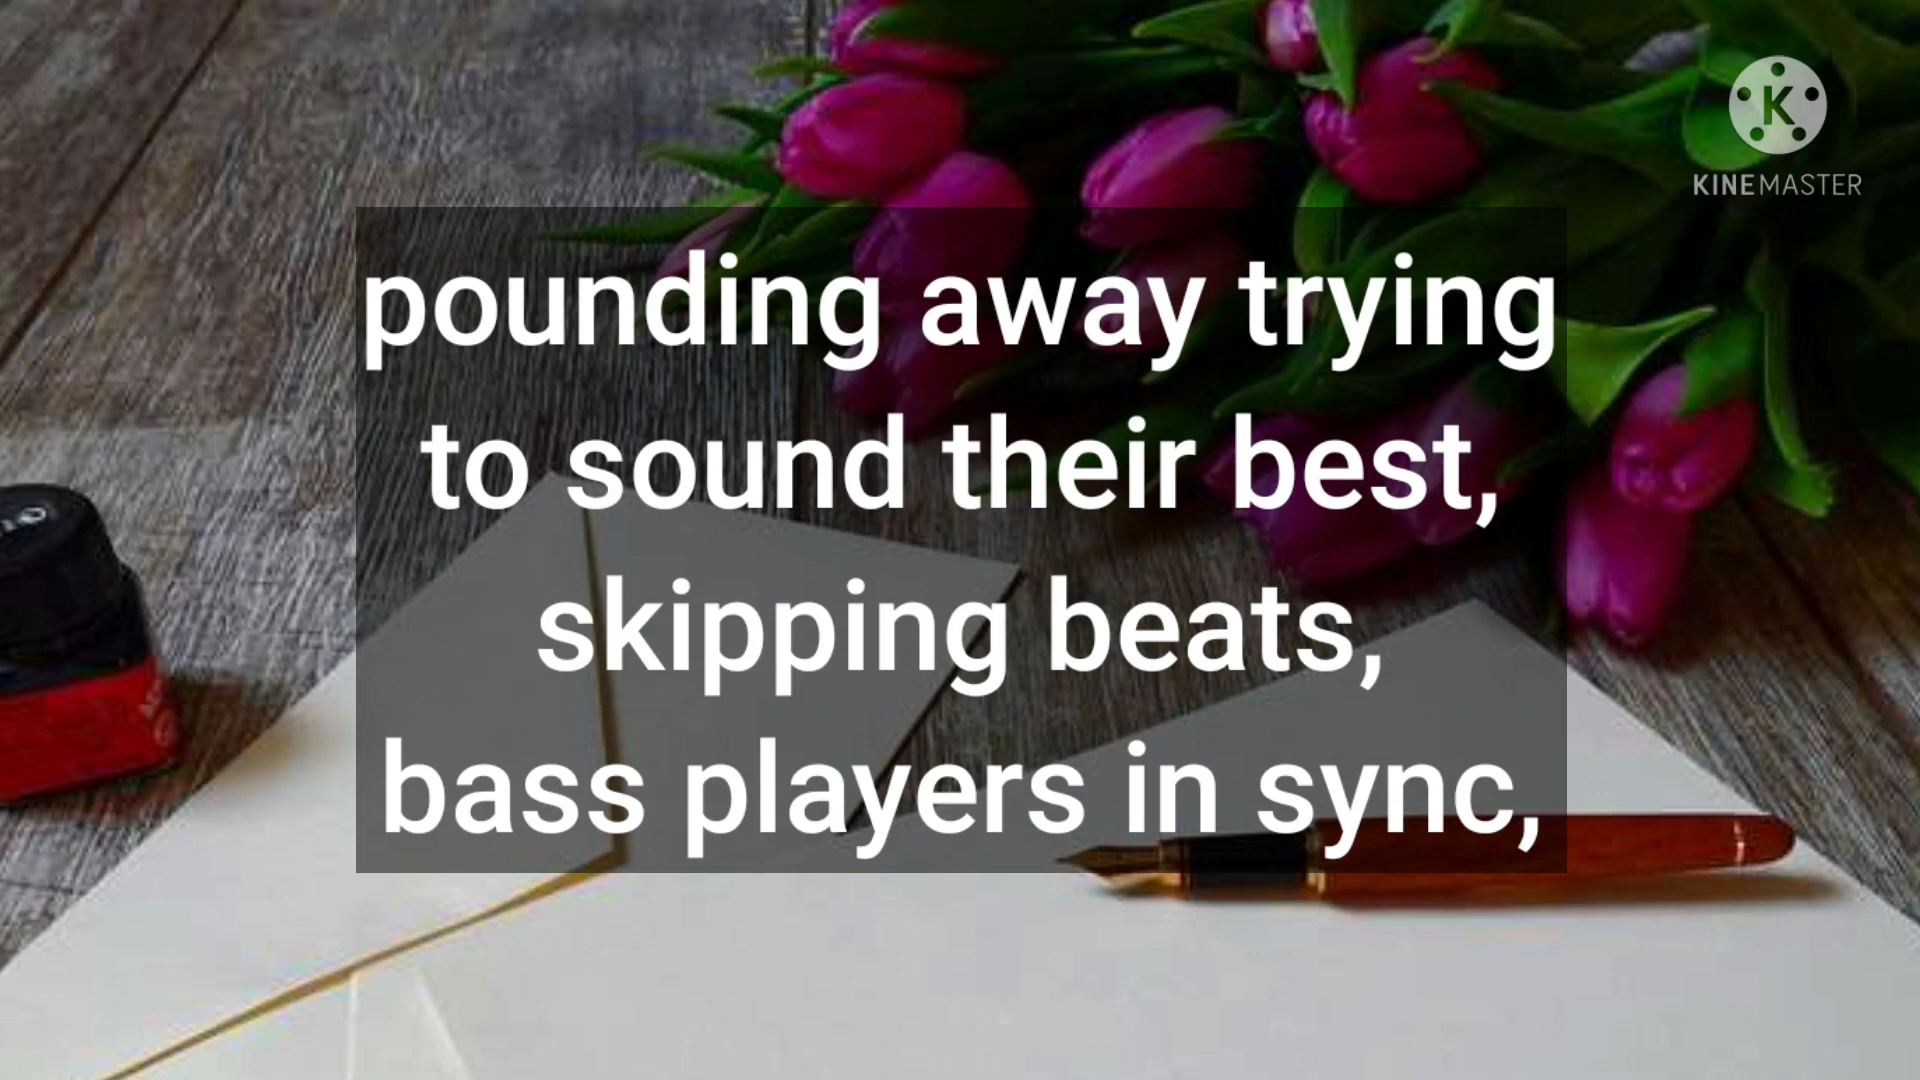 KINEMASTER
pounding away trying
to sound their best,
skipping beats,
bass players in sync,